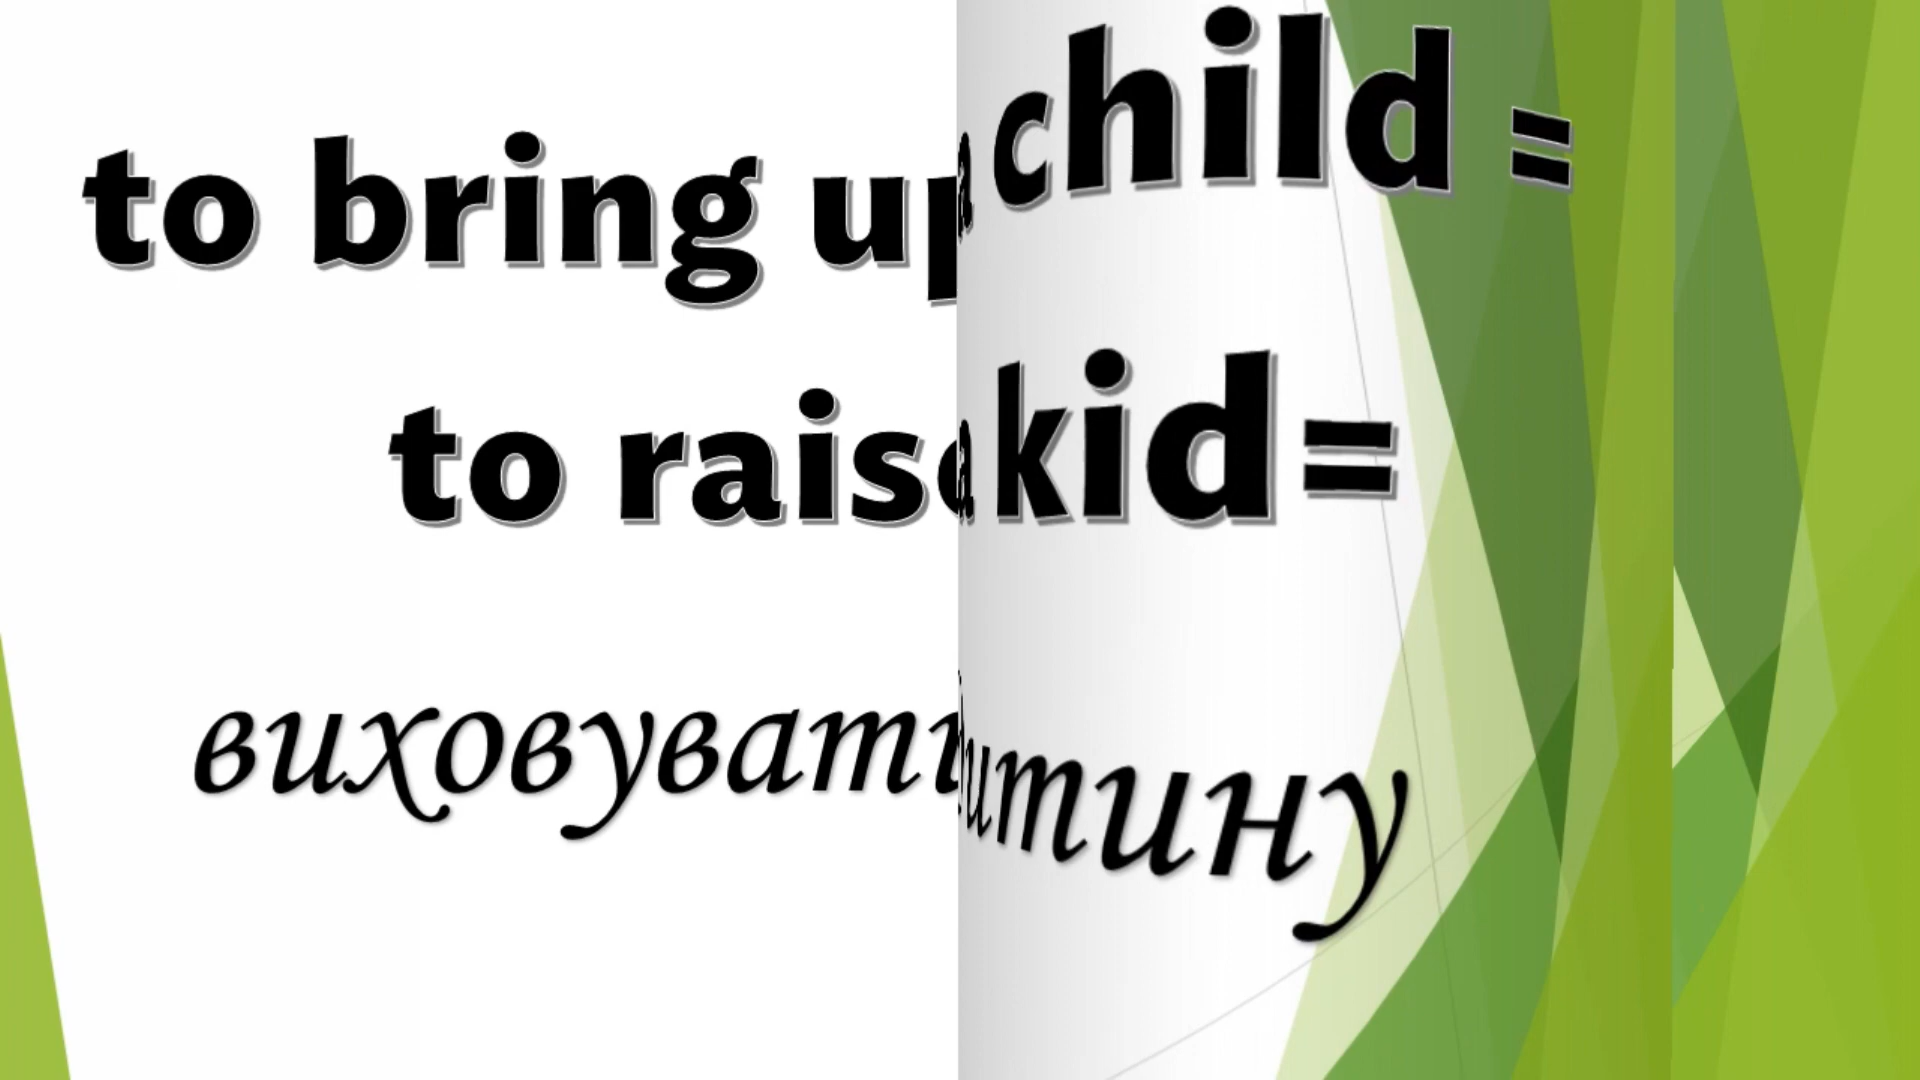 to bring up a child =
to raise a kid=
виховувати дитину